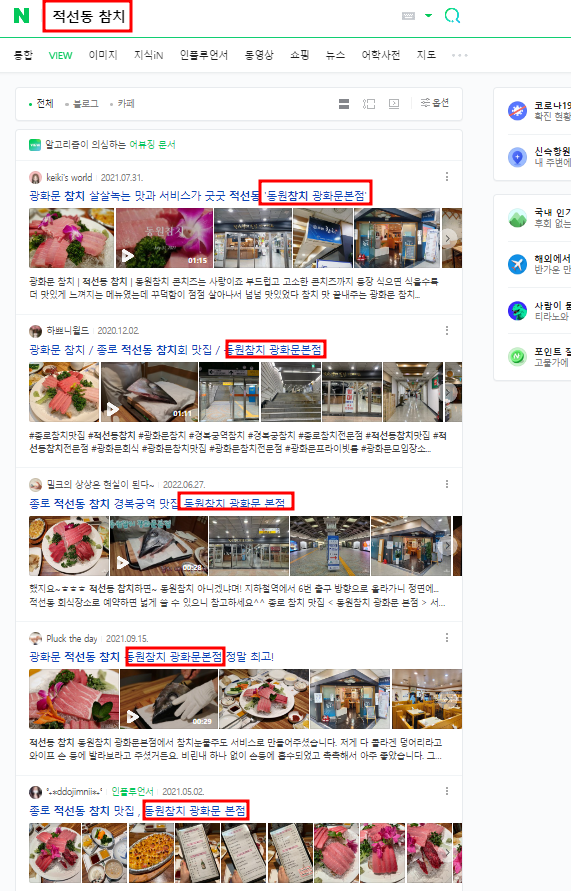 N 적선동 참치
통합 VIEW 이미지 지식iN 인플루언서 동영상 쇼핑 뉴스 어학사전 지도
전체 블로그 카페 옵션
알고리즘이 의심하는 어뷰징 문서
keiki's world 2021.07.31.
광화문 참치 살살녹는 맛과 서비스가 굿굿 적선동 '동원참치 광화문본점'
동원참치
01:15
광화문 참치 | 적선동 참치 | 동원참치 콘치즈는 사랑이죠 부드럽고 고소한 콘치즈까지 등장 식으면 식을수록
더 맛있게 느껴지는 메뉴였는데 꾸덕함이 점점 살아나서 넘넘 맛있었다 참치 맛 끝내주는 광화문 참치...
하쁘니월드 2020.12.02.
광화문 참치 / 종로 적선동 참치회 맛집 / 동원참치 광화문본점
01:11
#종로참치맛집 #적선동참치 #광화문참치 #경복궁역참치 #경복궁참치 #종로참치전문점 #적선동참치맛집 #적
선동참치전문점 #광화문회식 #광화문참치맛집 #광화문참치전문점 #광화문프라이빗룸 #광화문모임장소...
밀크의 상상은 현실이 된다~ 2022.06.27.
종로 적선동 참치 경복궁역 맛집 동원참치 광화문 본점
00:28
했지요~ㅎㅎㅎ 적선동 참치하면~ 동원참치 아니겠냐며! 지하철역에서 6번 출구 방향으로 올라가니 정면에...
적선동 회식장소로 예약하면 넓게 쓸 수 있으니 참고하세요^^ 종로 참치 맛집 < 동원참치 광화문 본점 > 서...
Pluck the day 2021.09.15.
광화문 적선동 참치 동원참치 광화문본점 정말 최고!
00:29
적선동 참치 동원참치 광화문본점에서 참치눈물주도 서비스로 만들어주셨습니다. 저게 다 콜라겐 덩어리라고
와이프 손 등에 발라보라고 주셨거든요. 비린내 하나 없이 손등에 흡수되었고 촉촉해서 아주 좋았습니다. 그...
인플루언서 2021.05.02.
종로 적선동 참치 맛집 , 동원참치 광화문 본점
코로나19
확진 현황
신속항원
내 주변에
국내 인기
후회 없는
해외에서
반가운 만
사람이 몸
티라노와
포인트 쏠
고물가에